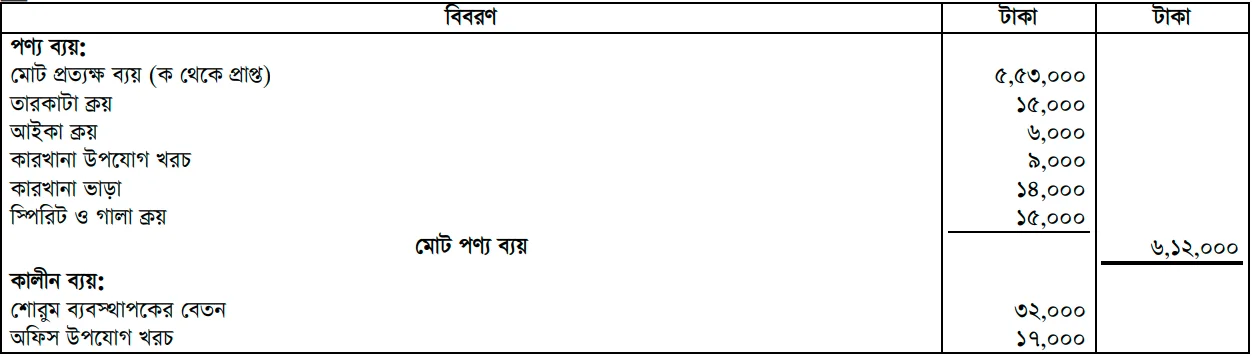 বিবরণ টাকা টাকা
পণ্য ব্যয়:
মোট প্রত্যক্ষ ব্যয় (ক থেকে প্রাপ্ত) ৫,৫৩,০০০
তারকাটা ক্রয় ১৫,০০০
আইকা ক্রয় ৬,০০০
কারখানা উপযোগ খরচ ৯,০০০
কারখানা ভাড়া ১৪,০০০
স্পিরিট ও গালা ক্রয় ১৫,০০০
মোট পণ্য ব্যয় ৬,১২,০০০
কালীন ব্যয়:
শোরুম ব্যবস্থাপকের বেতন ৩২,০০০
অফিস উপযোগ খরচ ১৭,০০০